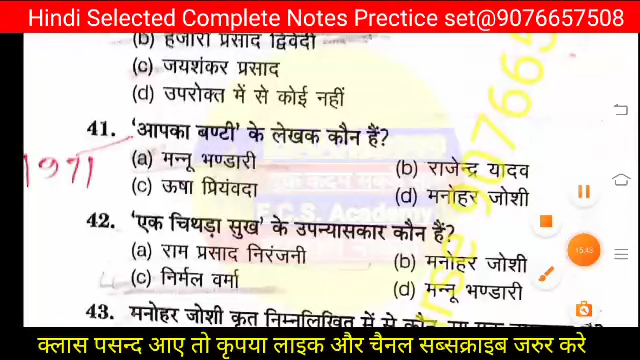 Hindi Selected Complete Notes Prectice set@9076657508
(b) हजारी प्रसाद द्विवेदी
(c) जयशंकर प्रसाद
(d) उपरोक्त में से कोई नहीं
41. ‘आपका बण्टी’ के लेखक कौन हैं?
1971
(a) मन्नू भण्डारी (b) राजेन्द्र यादव
(c) ऊषा प्रियंवदा (d) मनोहर जोशी
42. ‘एक चिथड़ा सुख’ के उपन्यासकार कौन हैं?
(a) राम प्रसाद निरंजनी (b) मनोहर जोशी
(c) निर्मल वर्मा (d) मन्नू भण्डारी
43. मनोहर जोशी कृत निम्नलिखित में से
15:43
क्लास पसन्द आए तो कृपया लाइक और चैनल सब्सक्राइब जरुर करे